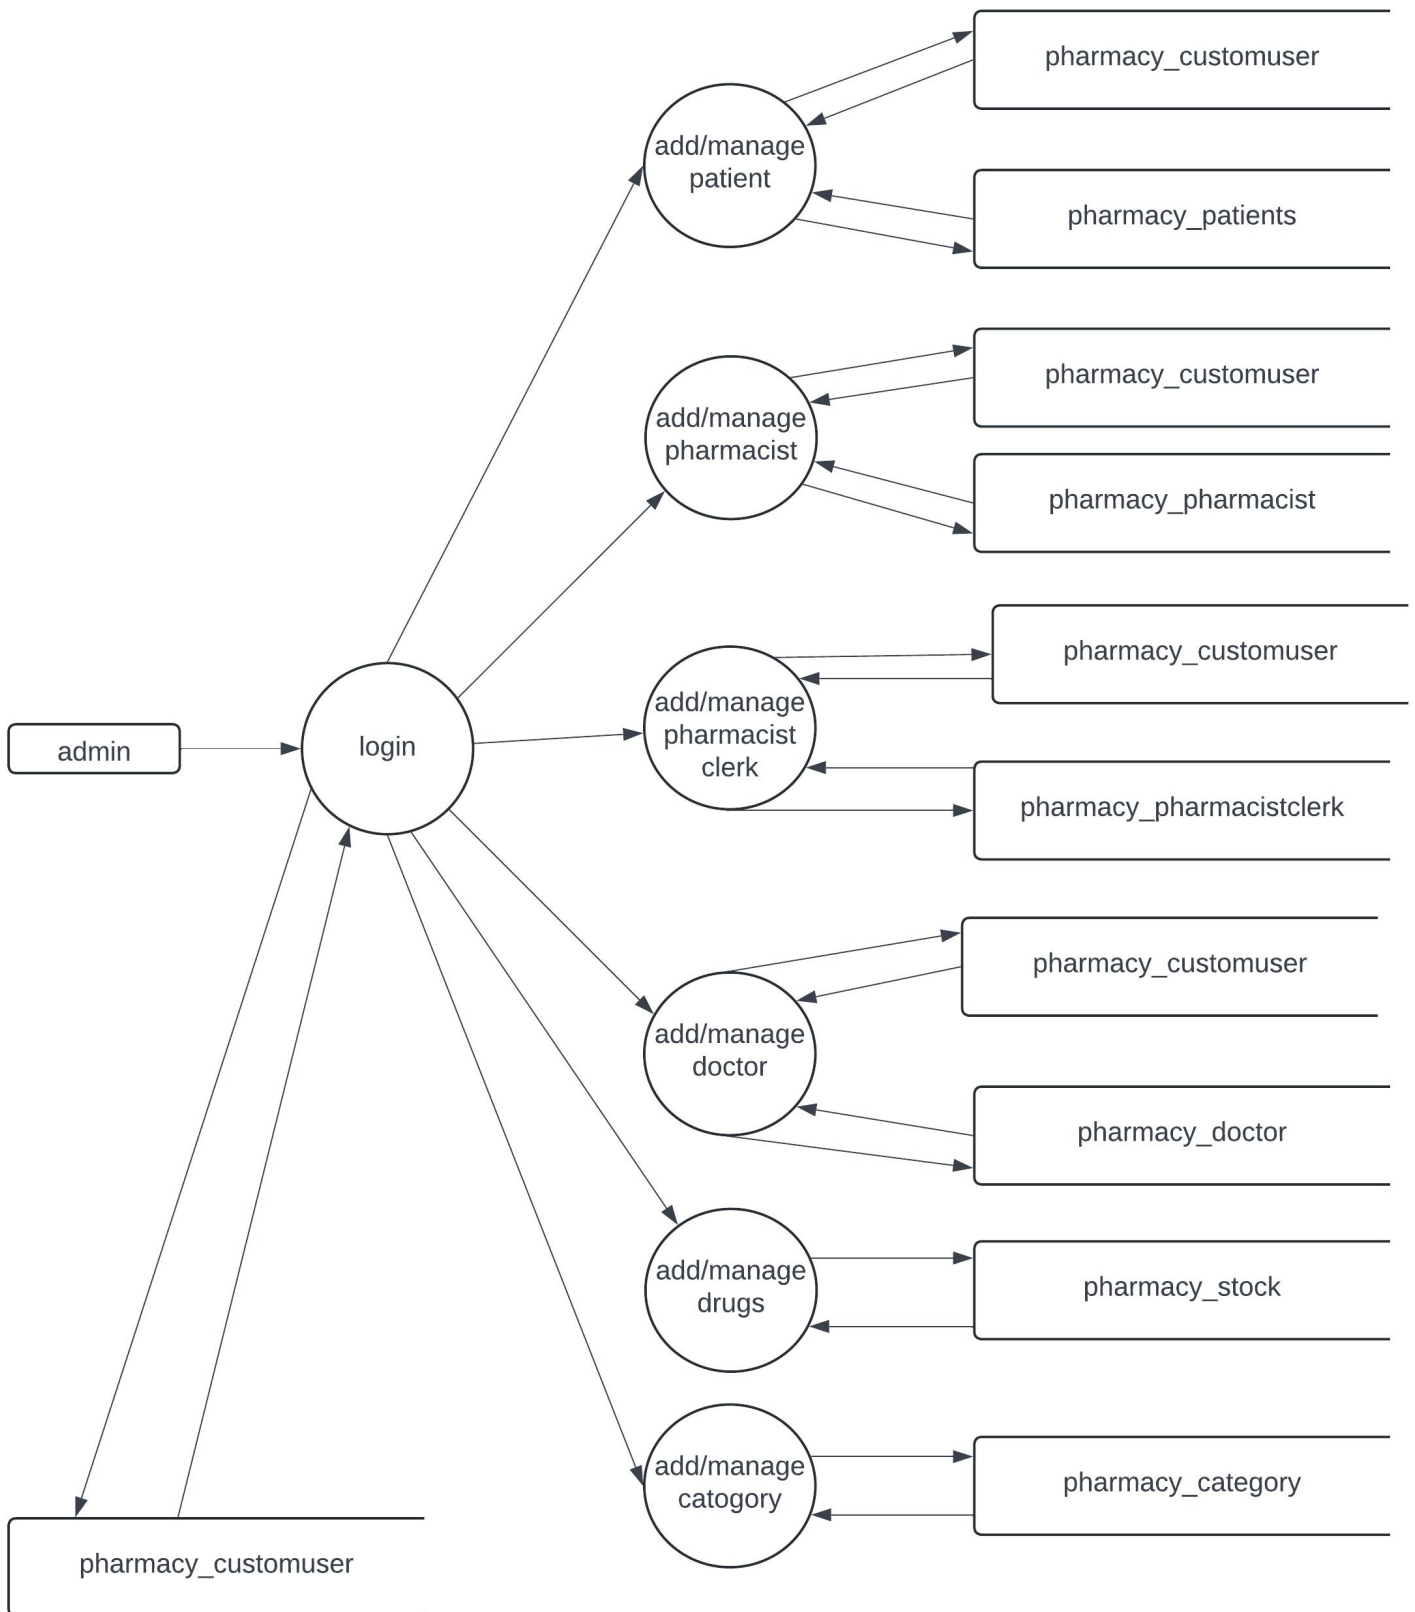 pharmacy_customuser
add/manage
patient
pharmacy_patients
pharmacy_customuser
add/manage
pharmacist
pharmacy_pharmacist
pharmacy_customuser
add/manage
pharmacist
clerk
admin
login
pharmacy_pharmacistclerk
pharmacy_customuser
add/manage
doctor
pharmacy_doctor
add/manage
drugs
pharmacy_stock
add/manage
catogory
pharmacy_category
pharmacy_customuser